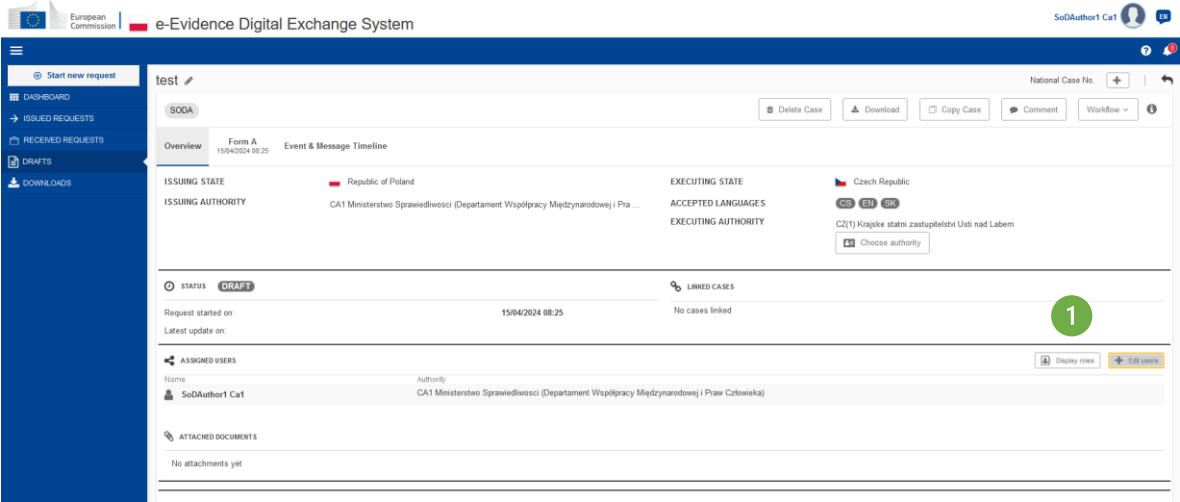 European
Commission
e-Evidence Digital Exchange System
SoDAuthor1 Ca1
EN
0
Start new request
DASHBOARD
ISSUED REQUESTS
RECEIVED REQUESTS
DRAFTS
DOWNLOADS
test
National Case No.
SODA
Delete Case
Download
Copy Case
Comment
Workflow
Overview
Form A
15/04/2024 08:25
Event & Message Timeline
ISSUING STATE
Republic of Poland
EXECUTING STATE
Czech Republic
ISSUING AUTHORITY
CA1 Ministerstwo Sprawiedliwosci (Departament Współpracy Międzynarodowej i Pra ...
ACCEPTED LANGUAGES
CS EN SK
EXECUTING AUTHORITY
CZ(1) Krajske statni zastupitelstvi Usti nad Labem
Choose authority
STATUS DRAFT
LINKED CASES
Request started on:
15/04/2024 08:25
No cases linked
Latest update on:
1
ASSIGNED USERS
Display roles
Edit users
Name
Authority
SoDAuthor1 Ca1
CA1 Ministerstwo Sprawiedliwosci (Departament Współpracy Międzynarodowej i Praw Człowieka)
ATTACHED DOCUMENTS
No attachments yet